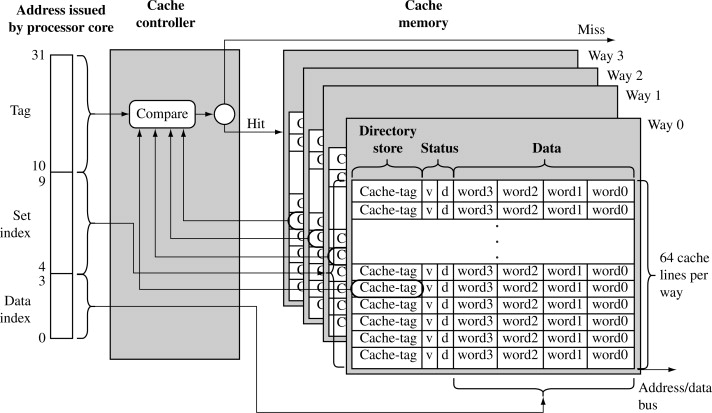 Address issued
by processor core
Cache
controller
Cache
memory
Miss
31
Way 3
Way 2
Way 1
Way 0
Tag
Compare
Hit
C
C
C
Directory
store
Status
Data
10
9
Cache-tag v d word3 word2 word1 word0
Cache-tag v d word3 word2 word1 word0
.
.
.
Set
index
4
3
Cache-tag v d word3 word2 word1 word0
Cache-tag v d word3 word2 word1 word0
Cache-tag v d word3 word2 word1 word0
Cache-tag v d word3 word2 word1 word0
Cache-tag v d word3 word2 word1 word0
Cache-tag v d word3 word2 word1 word0
64 cache
lines per
way
Data
index
0
Address/data
bus